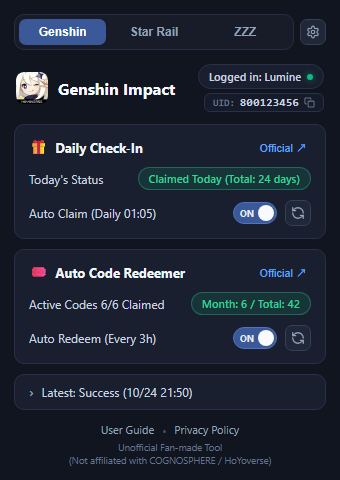 Genshin Star Rail ZZZ
HOYOVERSE
Genshin Impact
Logged in: Lumine
UID: 800123456
Daily Check-In Official ↗
Today's Status Claimed Today (Total: 24 days)
Auto Claim (Daily 01:05) ON
Auto Code Redeemer Official ↗
Active Codes 6/6 Claimed Month: 6 / Total: 42
Auto Redeem (Every 3h) ON
› Latest: Success (10/24 21:50)
User Guide • Privacy Policy
Unofficial Fan-made Tool
(Not affiliated with COGNOSPHERE / HoYoverse)